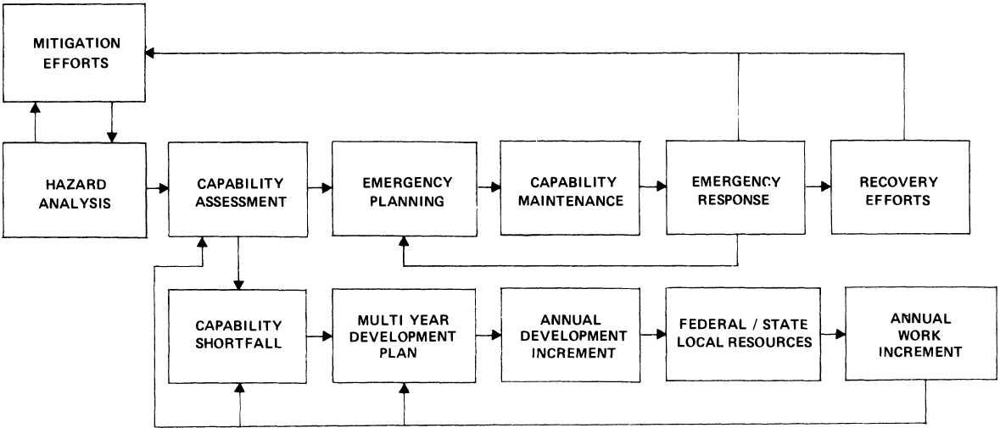 MITIGATION
EFFORTS
HAZARD
ANALYSIS
CAPABILITY
ASSESSMENT
EMERGENCY
PLANNING
CAPABILITY
MAINTENANCE
EMERGENCY
RESPONSE
RECOVERY
EFFORTS
CAPABILITY
SHORTFALL
MULTI YEAR
DEVELOPMENT
PLAN
ANNUAL
DEVELOPMENT
INCREMENT
FEDERAL / STATE
LOCAL RESOURCES
ANNUAL
WORK
INCREMENT